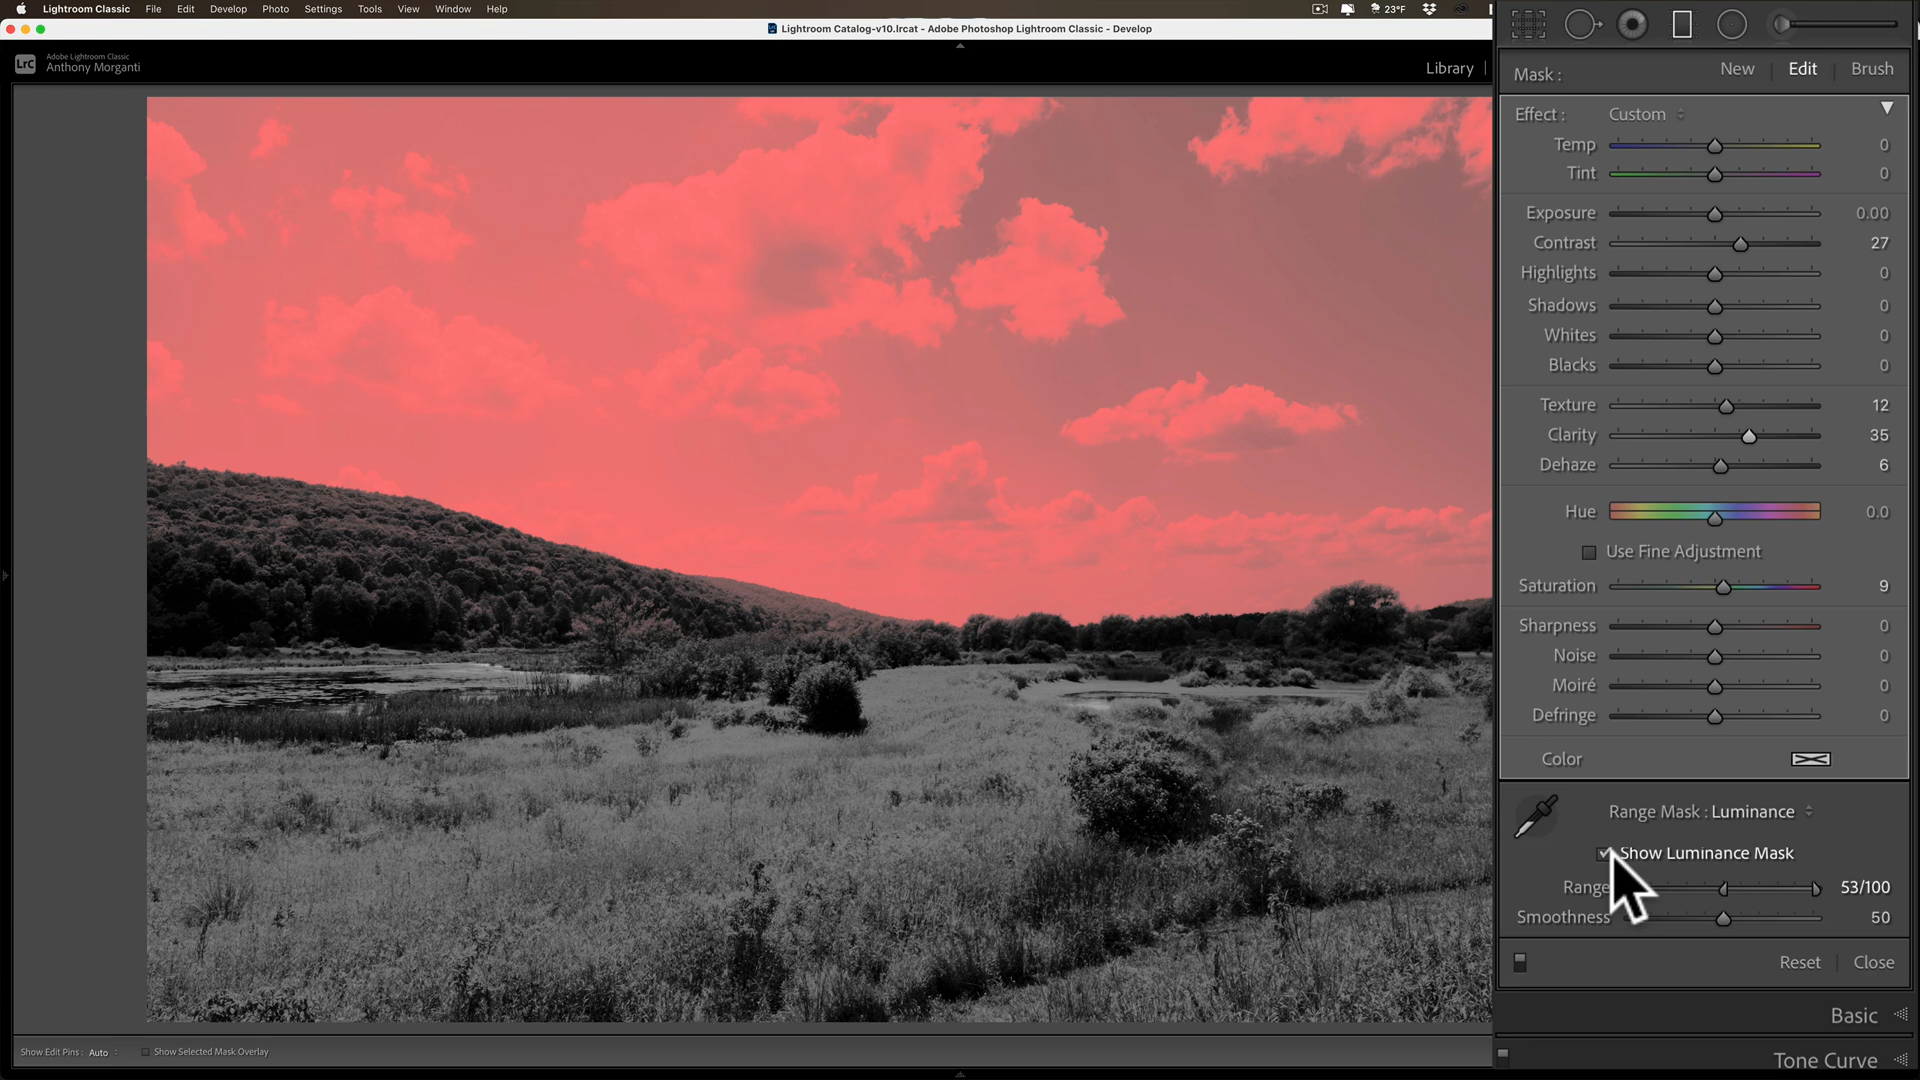 Lightroom Classic File Edit Develop Photo Settings Tools View Window Help 23°F
Lightroom Catalog-v10.lrcat - Adobe Photoshop Lightroom Classic - Develop
LrC
Adobe Lightroom Classic
Anthony Morganti
Library |
Mask : New Edit Brush
Effect : Custom
Temp 0
Tint 0
Exposure 0.00
Contrast 27
Highlights 0
Shadows 0
Whites 0
Blacks 0
Texture 12
Clarity 35
Dehaze 6
Hue 0.0
Use Fine Adjustment
Saturation 9
Sharpness 0
Noise 0
Moiré 0
Defringe 0
Color
Range Mask : Luminance
Show Luminance Mask
Range 53/100
Smoothness 50
Reset Close
Basic
Show Edit Pins : Auto Show Selected Mask Overlay
Tone Curve